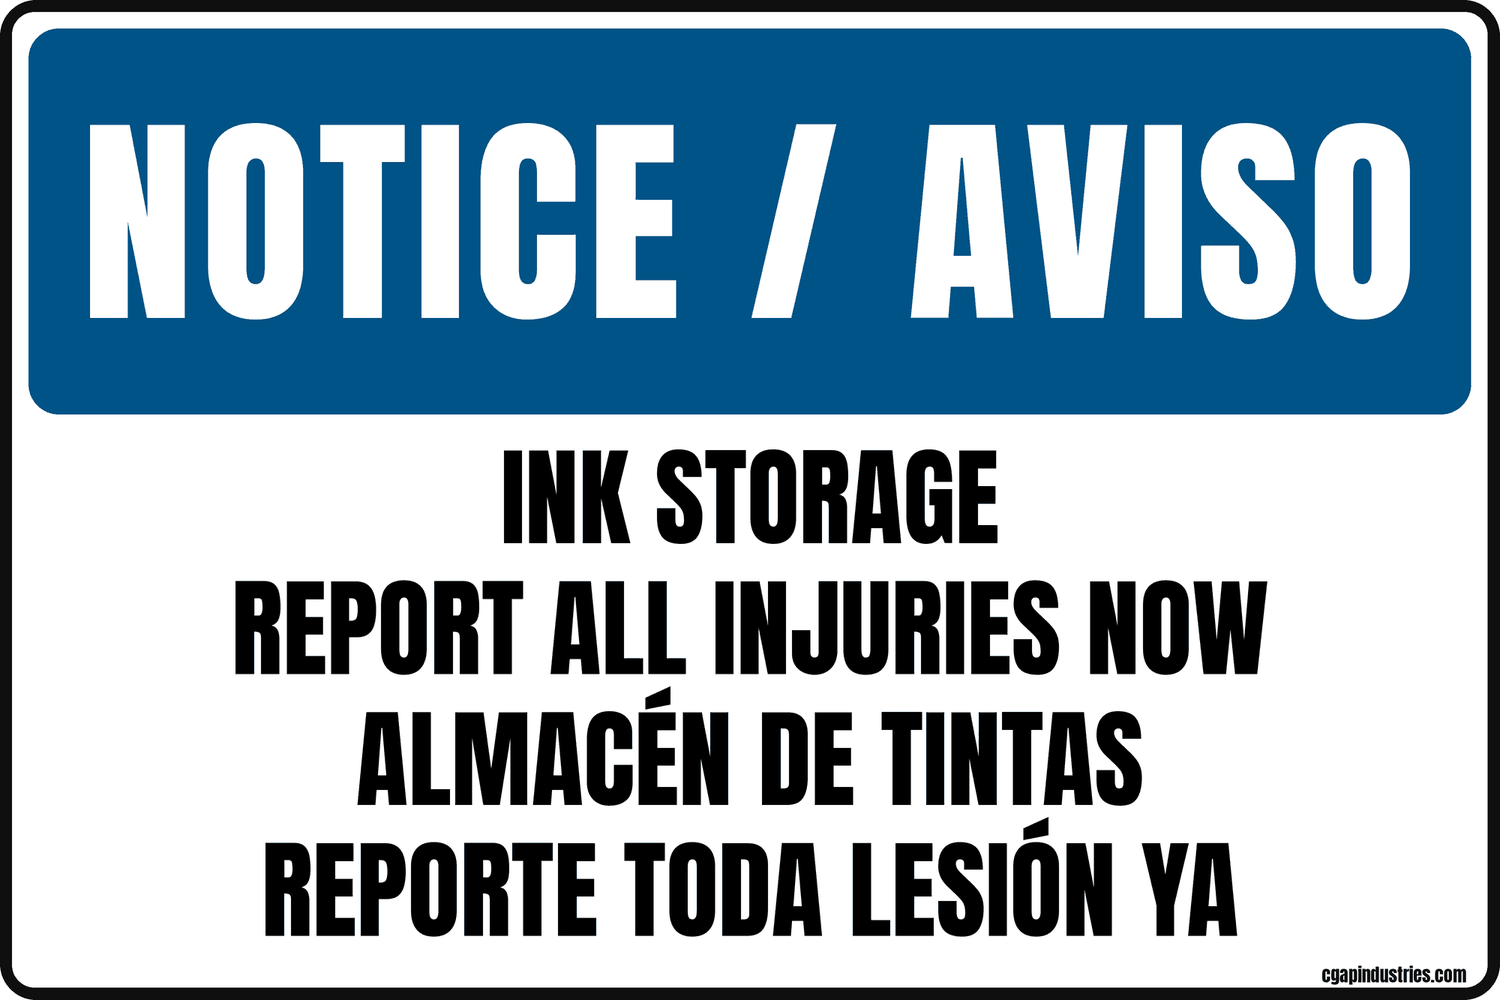 NOTICE / AVISO
INK STORAGE
REPORT ALL INJURIES NOW
ALMACÉN DE TINTAS
REPORTE TODA LESIÓN YA
cgapindustries.com